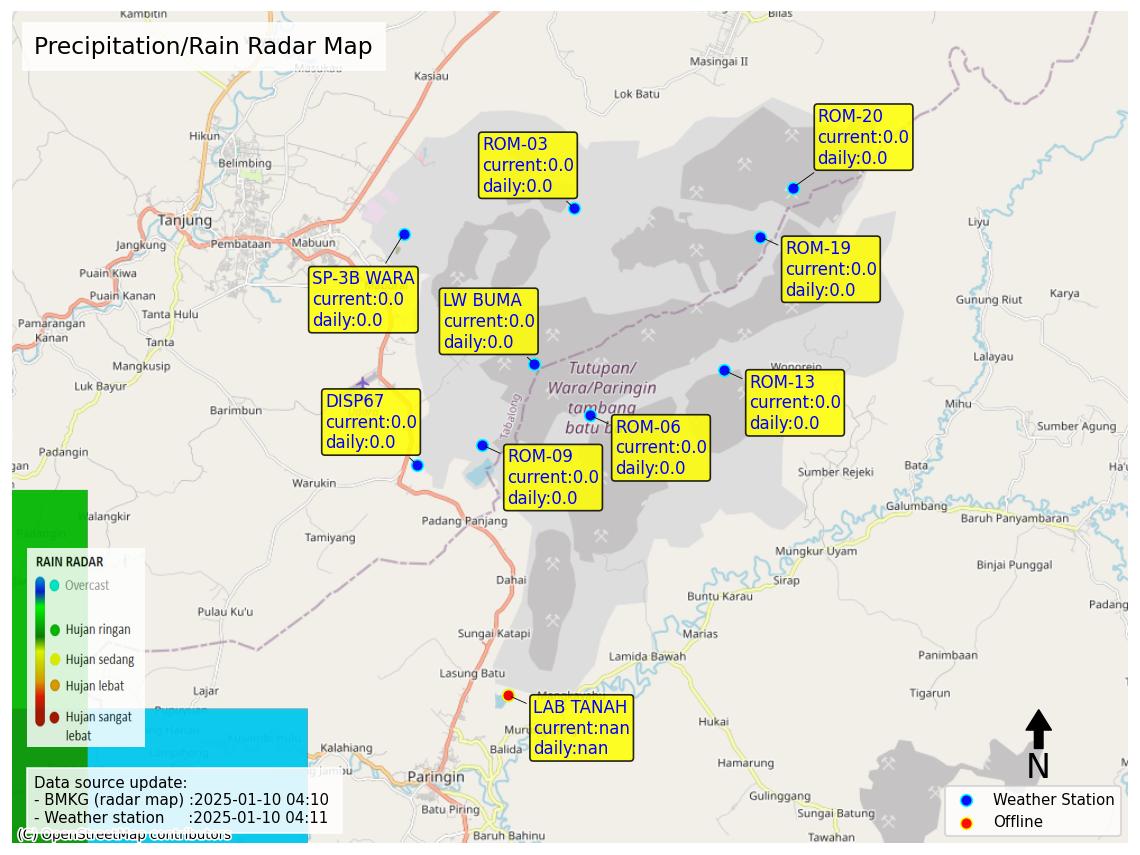 Kambitin
Bilas
Precipitation/Rain Radar Map
Masingai II
Masukau
Kasiau
Lok Batu
ROM-20
current:0.0
daily:0.0
Hikun
ROM-03
current:0.0
daily:0.0
Belimbing
Tanjung
Liyu
Jangkung
Pembataan
Mabuun
ROM-19
current:0.0
daily:0.0
Puain Kiwa
SP-3B WARA
current:0.0
daily:0.0
Puain Kanan
LW BUMA
current:0.0
daily:0.0
Gunung Riut
Karya
Tanta Hulu
Pamarangan
Kanan
Tanta
Lalayau
Mangkusip
Tutupan/
Wara/Paringin
tambang
batu b
Wonorejo
Luk Bayur
ROM-13
current:0.0
daily:0.0
Barimbun
DISP67
current:0.0
daily:0.0
Tabalong
Mihu
ROM-06
current:0.0
daily:0.0
Sumber Agung
Padangin
ROM-09
current:0.0
daily:0.0
Bata
Ha'u
gan
Sumber Rejeki
Warukin
Galumbang
Walangkir
Padang Panjang
Baruh Panyambaran
Padangin
Tamiyang
Mungkur Uyam
Binjai Punggal
RAIN RADAR
Overcast
Hujan ringan
Hujan sedang
Hujan lebat
Hujan sangat
lebat
Dahai
Sirap
Buntu Karau
Padang
Pulau Ku'u
Sungai Katapi
Marias
Lamida Bawah
Panimbaan
Lasung Batu
Lajar
Tigarun
LAB TANAH
current:nan
daily:nan
Hukai
Muru
Balida
Kalahiang
Hamarung
N
Paringin
Data source update:
- BMKG (radar map) :2025-01-10 04:10
- Weather station :2025-01-10 04:11
Gulinggang
Weather Station
Offline
Batu Piring
Sungai Batung
(C) OpenStreetMap contributors
Baruh Bahinu
Tawahan